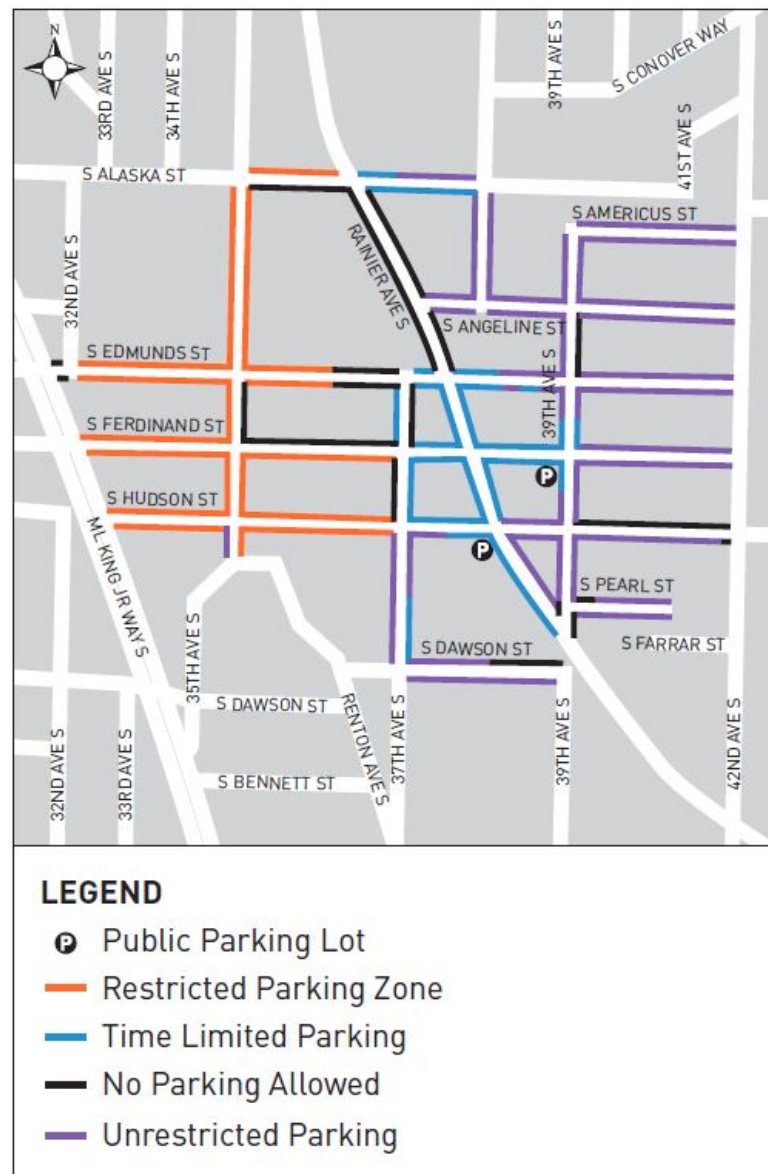 N
33RD AVE S
34TH AVE S
39TH AVE S
S CONOVER WAY
41ST AVE S
S ALASKA ST
S AMERICUS ST
32ND AVE S
RAINIER AVE S
S ANGELINE ST
S EDMUNDS ST
39TH AVE S
S FERDINAND ST
P
S HUDSON ST
P
ML KING JR WAY S
S PEARL ST
35TH AVE S
S DAWSON ST
S FARRAR ST
S DAWSON ST
RENTON AVE S
37TH AVE S
39TH AVE S
42ND AVE S
32ND AVE S
33RD AVE S
S BENNETT ST
LEGEND
P Public Parking Lot
Restricted Parking Zone
Time Limited Parking
No Parking Allowed
Unrestricted Parking